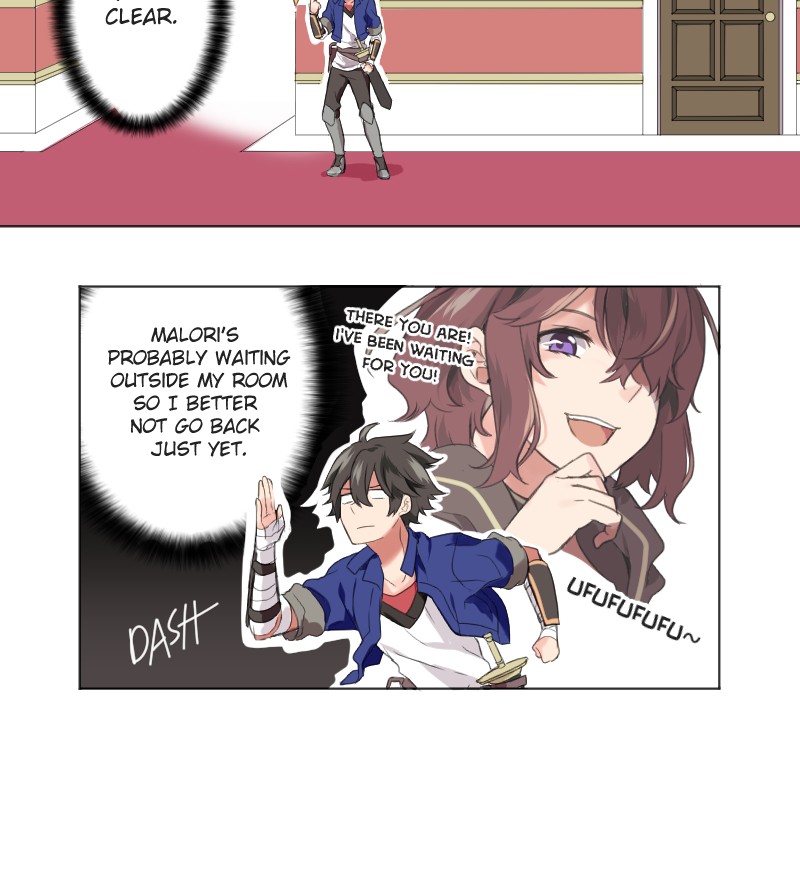 CLEAR.
MALORI'S
PROBABLY WAITING
OUTSIDE MY ROOM
SO I BETTER
NOT GO BACK
JUST YET.
THERE YOU ARE!
I'VE BEEN WAITING
FOR YOU!
DASH
UFUFUFUFU~